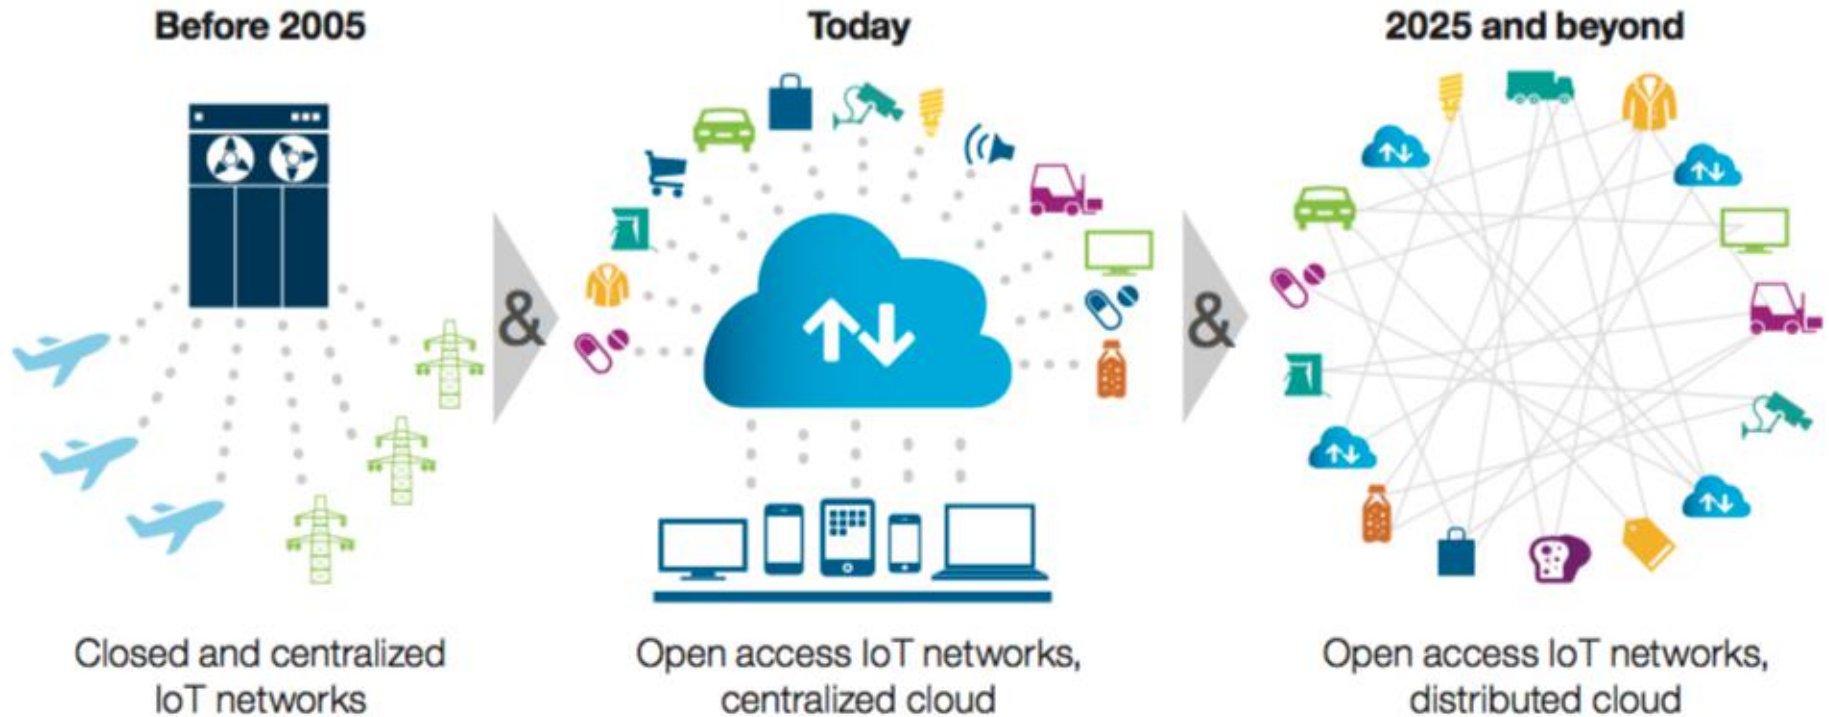 Before 2005
Today
2025 and beyond
&
&
Closed and centralized
IoT networks
Open access IoT networks,
centralized cloud
Open access IoT networks,
distributed cloud